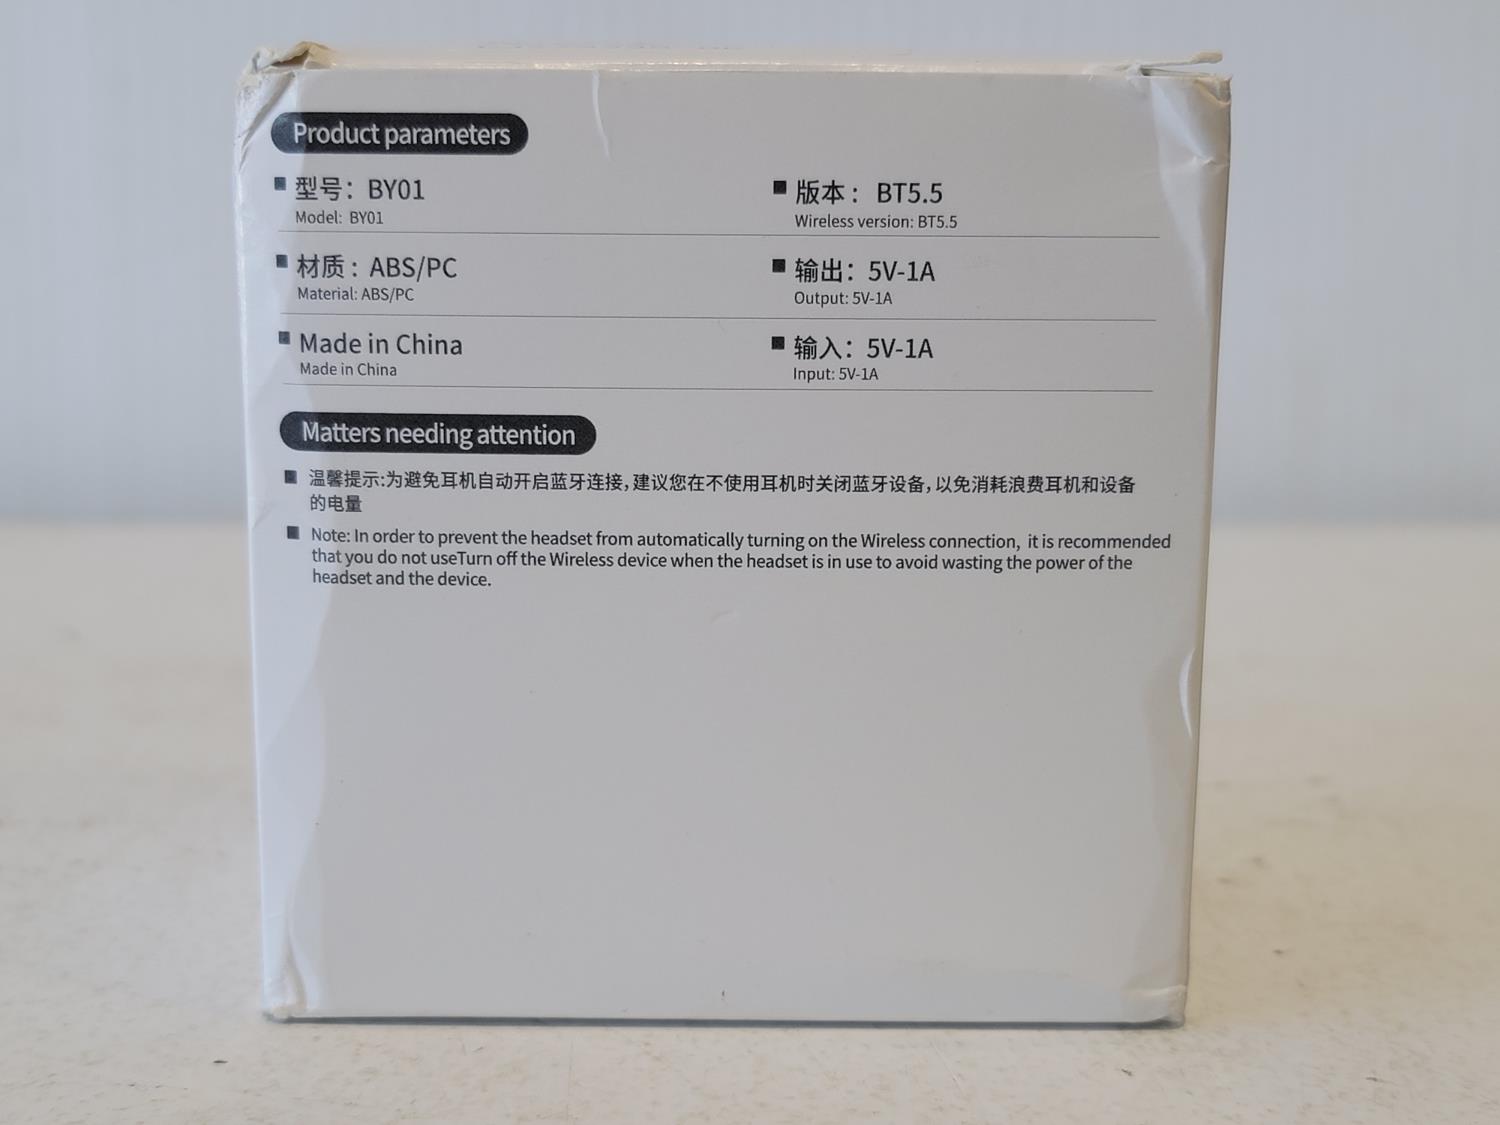 Product parameters
型号：BY01
Model: BY01
版本：BT5.5
Wireless version: BT5.5
材质：ABS/PC
Material: ABS/PC
输出：5V-1A
Output: 5V-1A
Made in China
Made in China
输入：5V-1A
Input: 5V-1A
Matters needing attention
温馨提示:为避免耳机自动开启蓝牙连接,建议您在不使用耳机时关闭蓝牙设备,以免消耗浪费耳机和设备
的电量
Note: In order to prevent the headset from automatically turning on the Wireless connection, it is recommended
that you do not useTurn off the Wireless device when the headset is in use to avoid wasting the power of the
headset and the device.